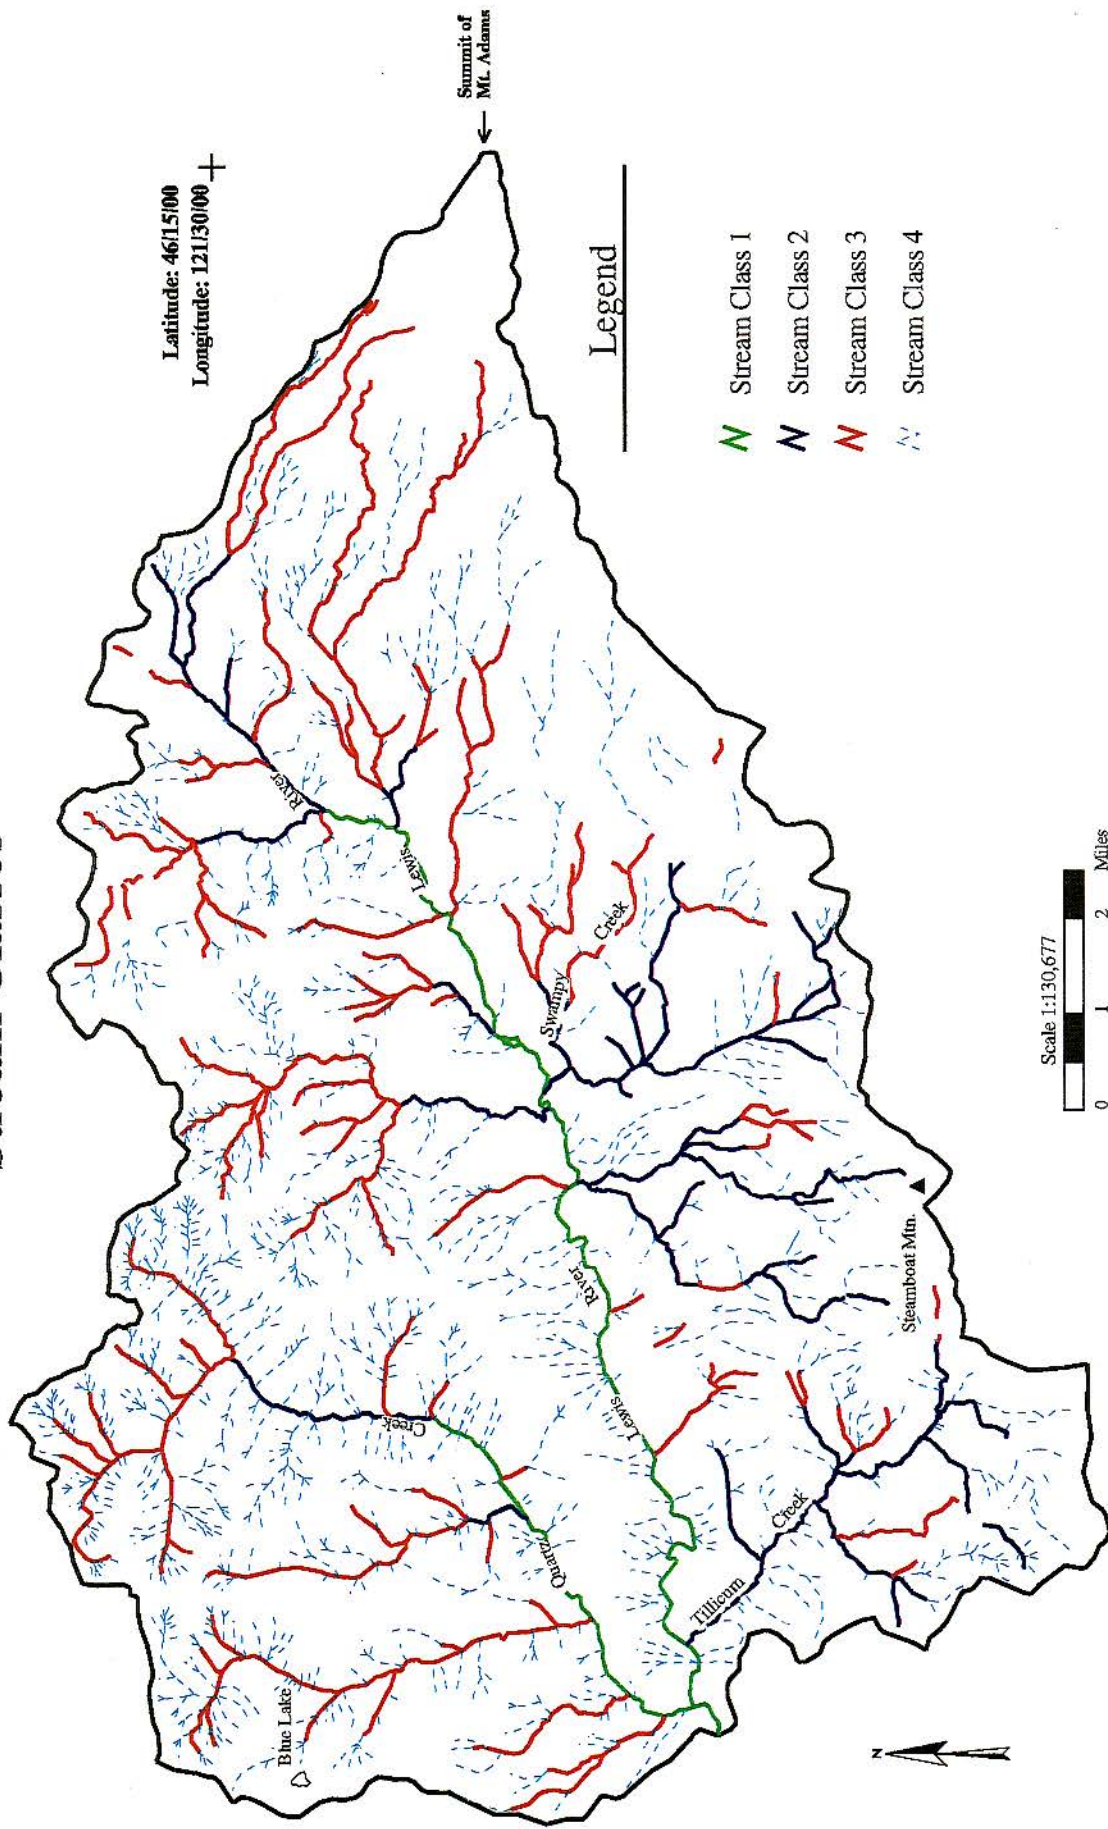 Latitude: 46/15/00
Longitude: 121/30/00
Summit of
Mt. Adams
River
Lewis
Blue Lake
Creek
Quartz
Swampy
Creek
River
Lewis
Tillicum
Creek
Steamboat Mtn.
Legend
Stream Class 1
Stream Class 2
Stream Class 3
Stream Class 4
N
Scale 1:130,677
0 1 2 Miles